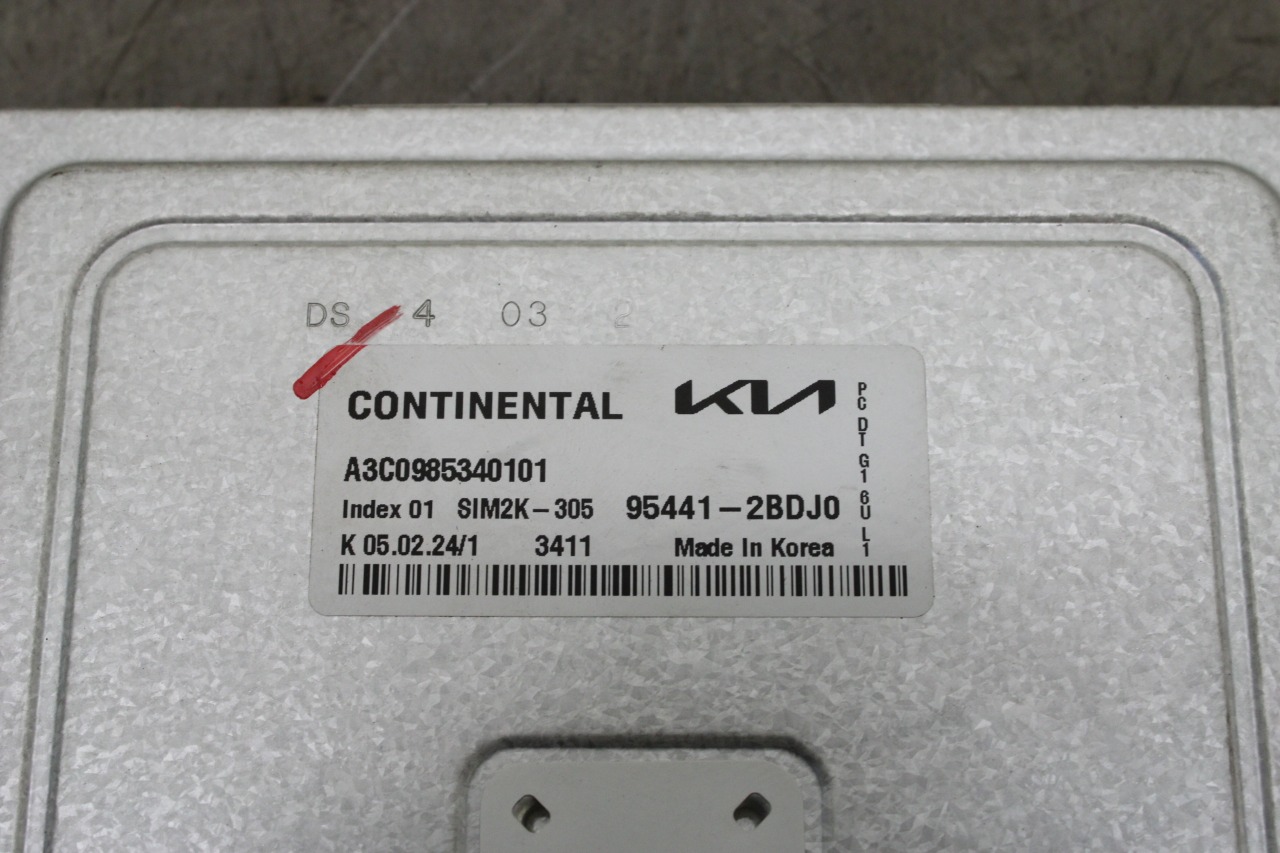 DS 4 03 2
CONTINENTAL KIA
A3C0985340101
Index 01 SIM2K-305 95441-2BDJ0
K 05.02.24/1 3411 Made In Korea
PC DT G1 6U L1